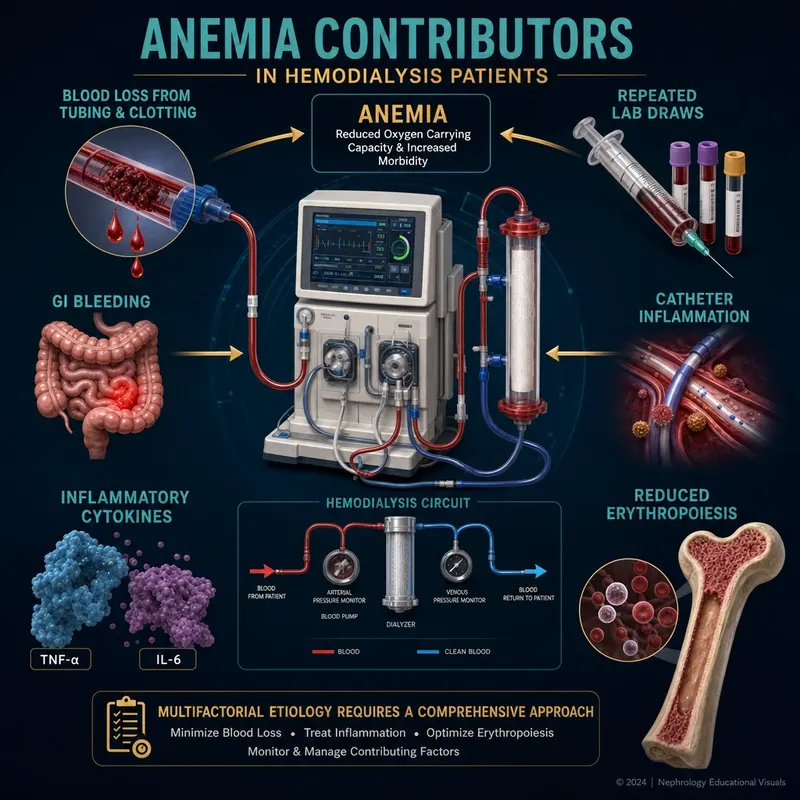 ANEMIA CONTRIBUTORS
IN HEMODIALYSIS PATIENTS
BLOOD LOSS FROM
TUBING & CLOTTING
ANEMIA
Reduced Oxygen Carrying
Capacity & Increased
Morbidity
REPEATED
LAB DRAWS
GI BLEEDING
CATHETER
INFLAMMATION
INFLAMMATORY
CYTOKINES
TNF-α
IL-6
HEMODIALYSIS CIRCUIT
BLOOD
FROM PATIENT
ARTERIAL
PRESSURE MONITOR
BLOOD PUMP
DIALYZER
VENOUS
PRESSURE MONITOR
BLOOD
RETURN TO PATIENT
BLOOD
CLEAN BLOOD
REDUCED
ERYTHROPOIESIS
MULTIFACTORIAL ETIOLOGY REQUIRES A COMPREHENSIVE APPROACH
Minimize Blood Loss • Treat Inflammation • Optimize Erythropoiesis
Monitor & Manage Contributing Factors
© 2024 | Nephrology Educational Visuals